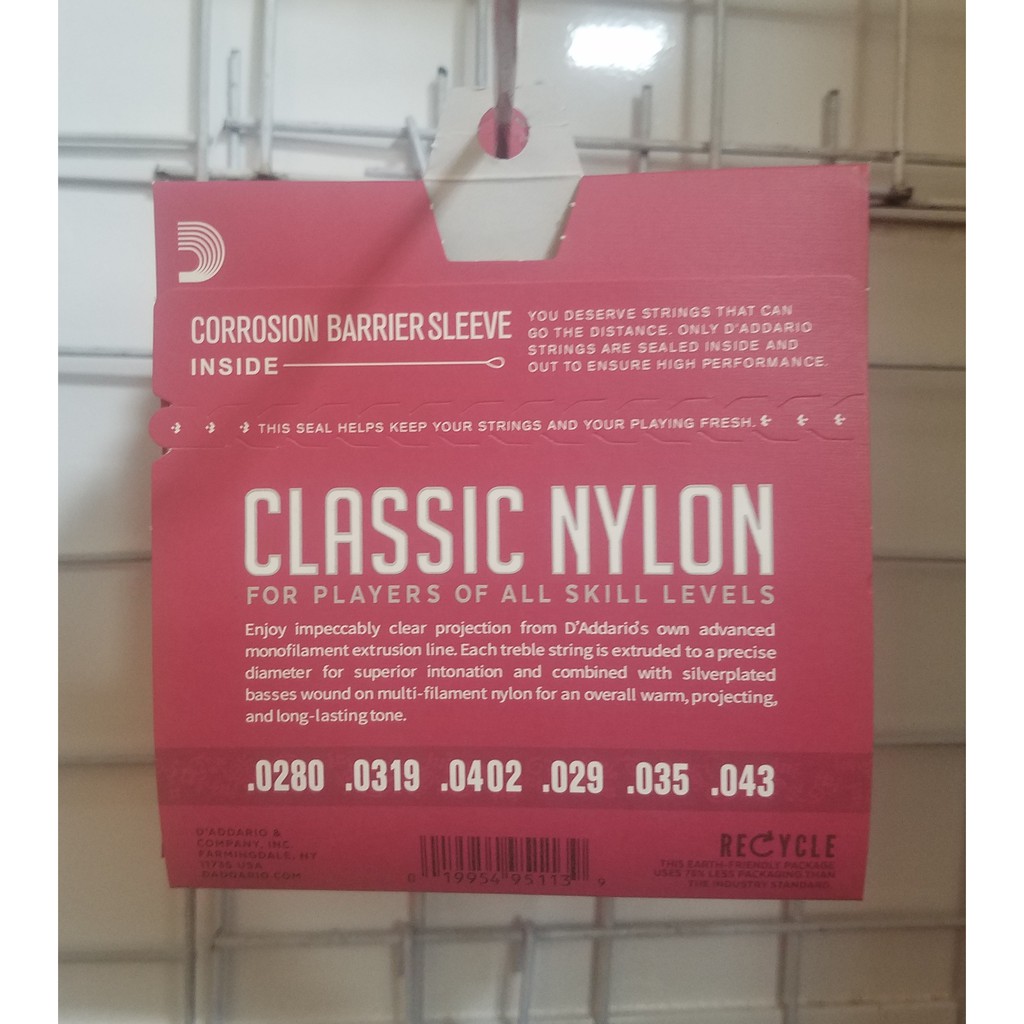 CORROSION BARRIER SLEEVE
INSIDE
YOU DESERVE STRINGS THAT CAN
GO THE DISTANCE. ONLY D'ADDARIO
STRINGS ARE SEALED INSIDE AND
OUT TO ENSURE HIGH PERFORMANCE.
THIS SEAL HELPS KEEP YOUR STRINGS AND YOUR PLAYING FRESH.
CLASSIC NYLON
FOR PLAYERS OF ALL SKILL LEVELS
Enjoy impeccably clear projection from D'Addario's own advanced
monofilament extrusion line. Each treble string is extruded to a precise
diameter for superior intonation and combined with silverplated
basses wound on multi-filament nylon for an overall warm, projecting,
and long-lasting tone.
.0280 .0319 .0402 .029 .035 .043
D'ADDARIO &
COMPANY, INC.
FARMINGDALE, NY
11735 USA
DADDARIO.COM
0 19954 95113 9
RECYCLE
THIS EARTH-FRIENDLY PACKAGE
USES 75% LESS PACKAGING THAN
THE INDUSTRY STANDARD.